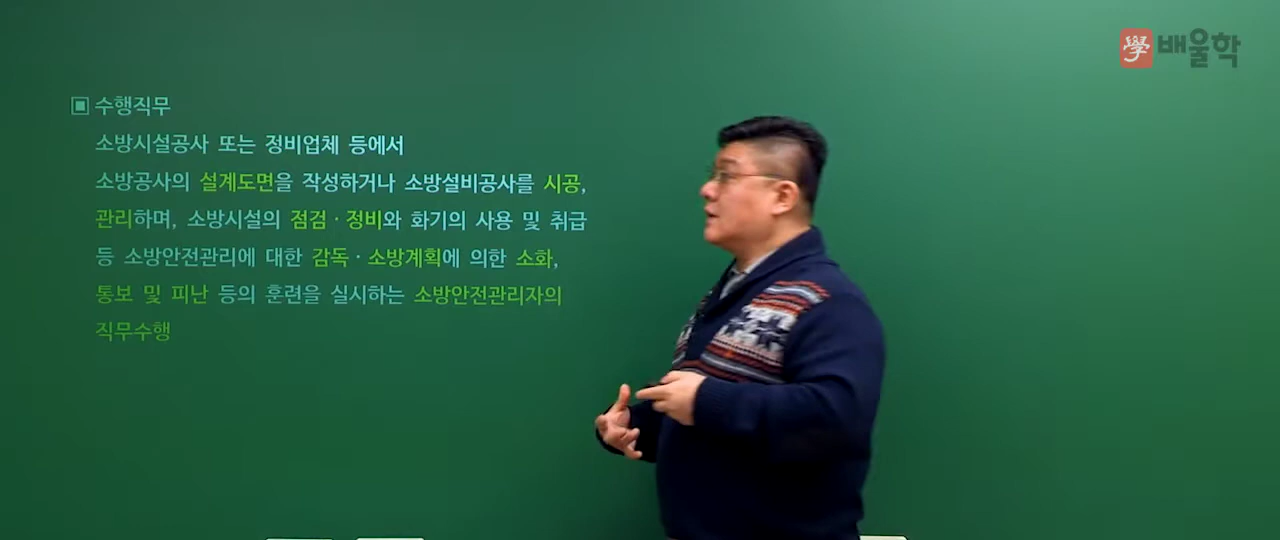 學 배울학
▣ 수행직무
소방시설공사 또는 정비업체 등에서
소방공사의 설계도면을 작성하거나 소방설비공사를 시공,
관리하며, 소방시설의 점검 · 정비와 화기의 사용 및 취급
등 소방안전관리에 대한 감독 · 소방계획에 의한 소화,
통보 및 피난 등의 훈련을 실시하는 소방안전관리자의
직무수행